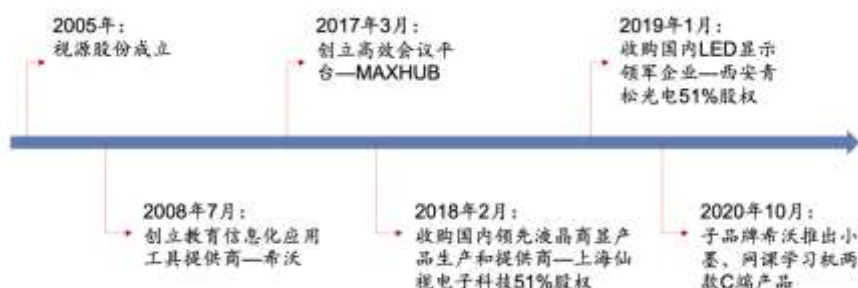 2005年：
视源股份成立
2017年3月：
创立高效会议平
台—MAXHUB
2019年1月：
收购国内LED显示
领军企业—西安青
松光电51%股权
2008年7月：
创立教育信息化应用
工具提供商—希沃
2018年2月：
收购国内领先液晶商显产
品生产和提供商—上海仙
视电子科技51%股权
2020年10月：
子品牌希沃推出小
墨、网课学习机两
款C端产品